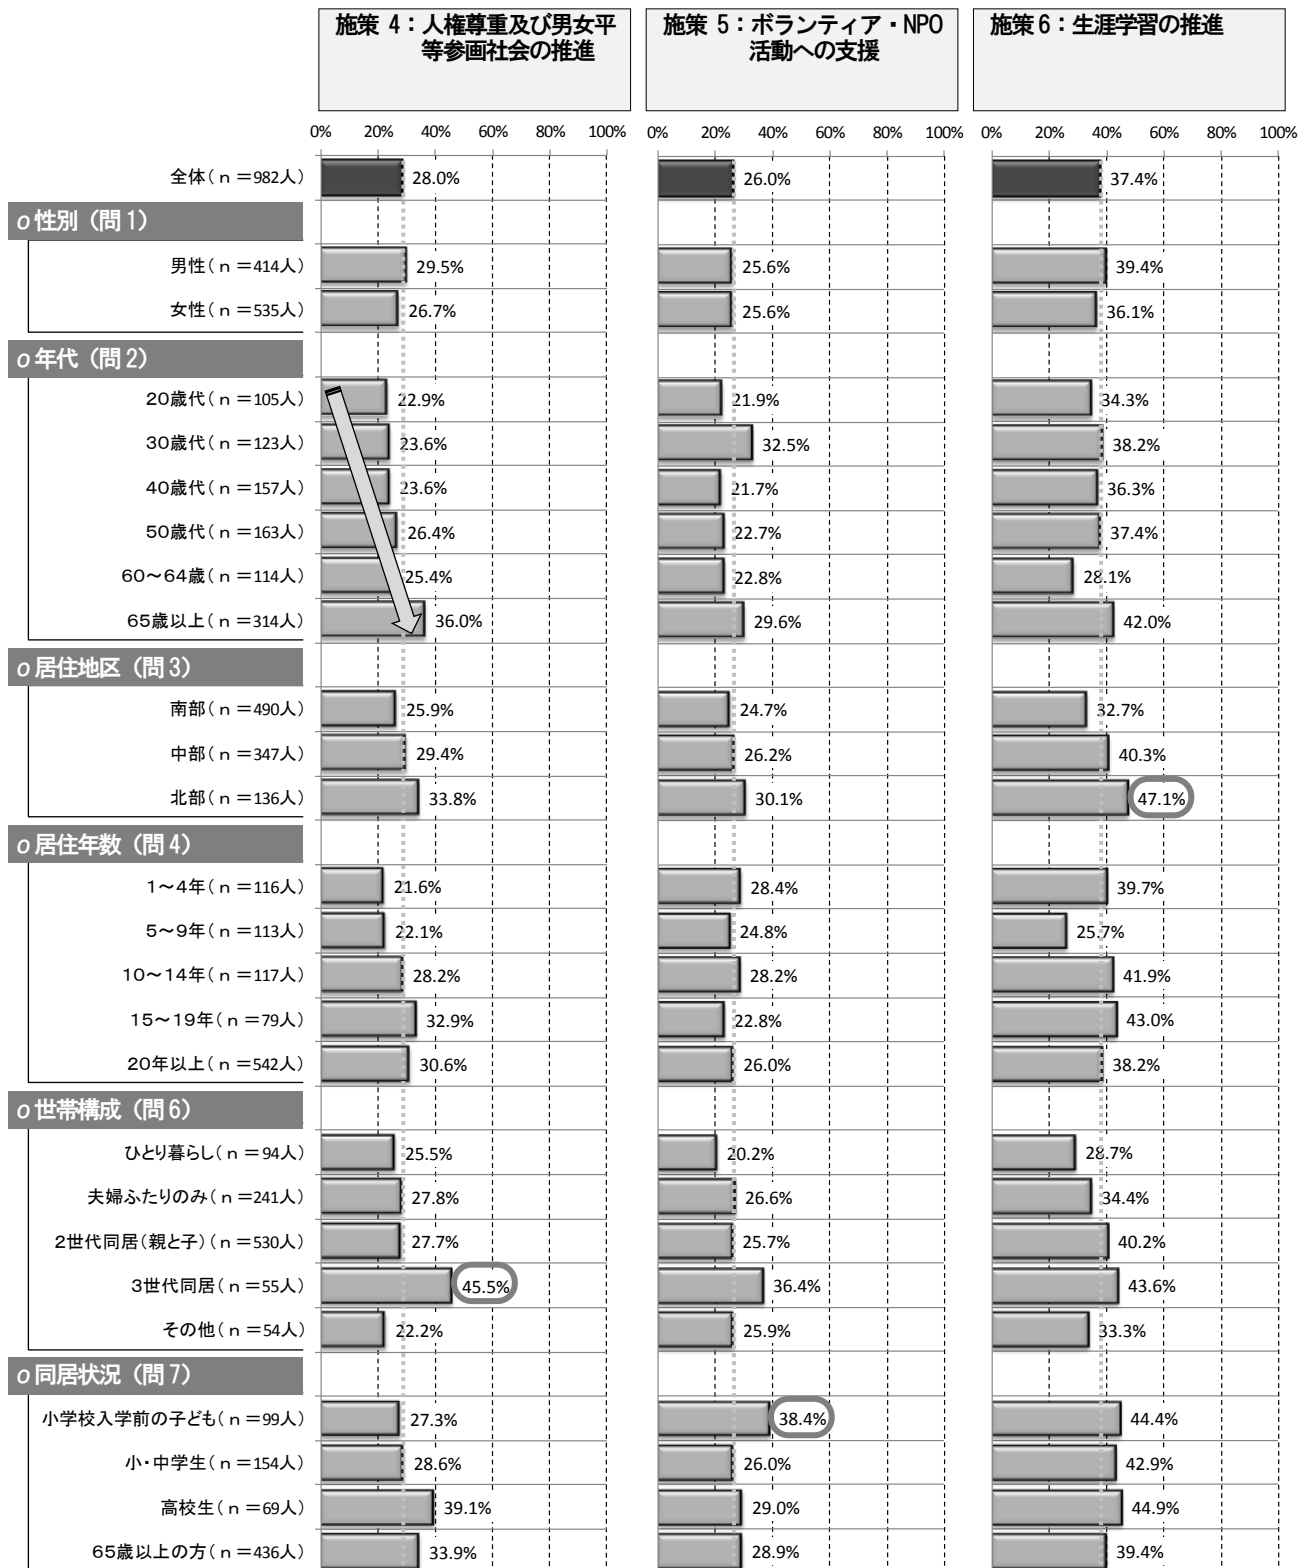 施策 4：人権尊重及び男女平
等参画社会の推進
施策 5：ボランティア・NPO
活動への支援
施策6：生涯学習の推進
0% 20% 40% 60% 80% 100% 0% 20% 40% 60% 80% 100% 0% 20% 40% 60% 80% 100%
全体(ｎ＝982人) 28.0% 26.0% 37.4%
o性別（問1）
男性(ｎ＝414人) 29.5% 25.6% 39.4%
女性(ｎ＝535人) 26.7% 25.6% 36.1%
o年代（問2）
20歳代(ｎ＝105人) 22.9% 21.9% 34.3%
30歳代(ｎ＝123人) 23.6% 32.5% 38.2%
40歳代(ｎ＝157人) 23.6% 21.7% 36.3%
50歳代(ｎ＝163人) 26.4% 22.7% 37.4%
60～64歳(ｎ＝114人) 25.4% 22.8% 28.1%
65歳以上(ｎ＝314人) 36.0% 29.6% 42.0%
o居住地区（問3）
南部(ｎ＝490人) 25.9% 24.7% 32.7%
中部(ｎ＝347人) 29.4% 26.2% 40.3%
北部(ｎ＝136人) 33.8% 30.1% 47.1%
o居住年数（問4）
1～4年(ｎ＝116人) 21.6% 28.4% 39.7%
5～9年(ｎ＝113人) 22.1% 24.8% 25.7%
10～14年(ｎ＝117人) 28.2% 28.2% 41.9%
15～19年(ｎ＝79人) 32.9% 22.8% 43.0%
20年以上(ｎ＝542人) 30.6% 26.0% 38.2%
o世帯構成（問6）
ひとり暮らし(ｎ＝94人) 25.5% 20.2% 28.7%
夫婦ふたりのみ(ｎ＝241人) 27.8% 26.6% 34.4%
2世代同居(親と子)(ｎ＝530人) 27.7% 25.7% 40.2%
3世代同居(ｎ＝55人) 45.5% 36.4% 43.6%
その他(ｎ＝54人) 22.2% 25.9% 33.3%
o同居状況（問7）
小学校入学前の子ども(ｎ＝99人) 27.3% 38.4% 44.4%
小・中学生(ｎ＝154人) 28.6% 26.0% 42.9%
高校生(ｎ＝69人) 39.1% 29.0% 44.9%
65歳以上の方(ｎ＝436人) 33.9% 28.9% 39.4%